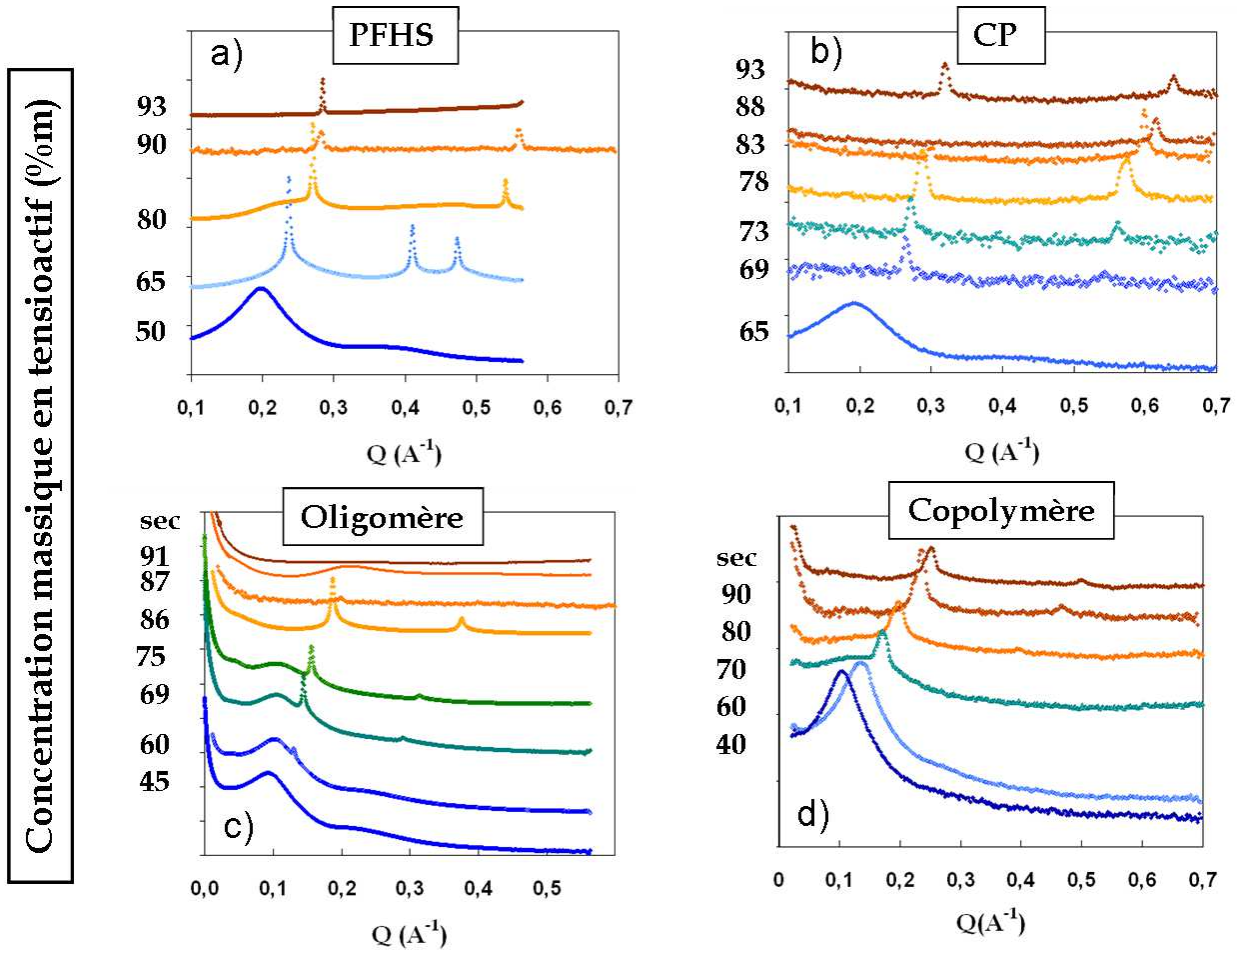 Concentration massique en tensioactif (%m)
PFHS
a)
93
90
80
65
50
0,1 0,2 0,3 0,4 0,5 0,6 0,7
Q (A⁻¹)
CP
b)
93
88
83
78
73
69
65
0,1 0,2 0,3 0,4 0,5 0,6 0,7
Q (A⁻¹)
Oligomère
sec
91
87
86
75
69
60
45
c)
0,0 0,1 0,2 0,3 0,4 0,5
Q (A⁻¹)
Copolymère
sec
90
80
70
60
40
d)
0 0,1 0,2 0,3 0,4 0,5 0,6 0,7
Q(A⁻¹)